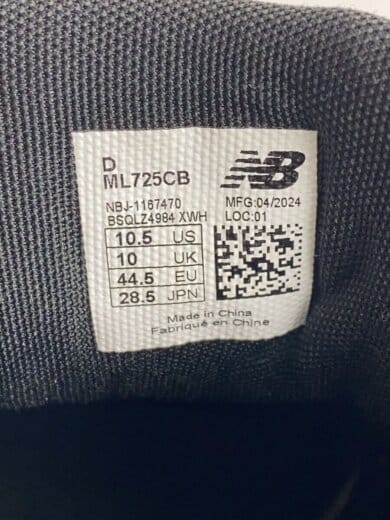 D
ML725CB
NB
NBJ-1167470
MFG:04/2024
BSQLZ4984 XWH
LOC:01
10.5 US
10 UK
44.5 EU
28.5 JPN
Made in China
Fabriqué en Chine